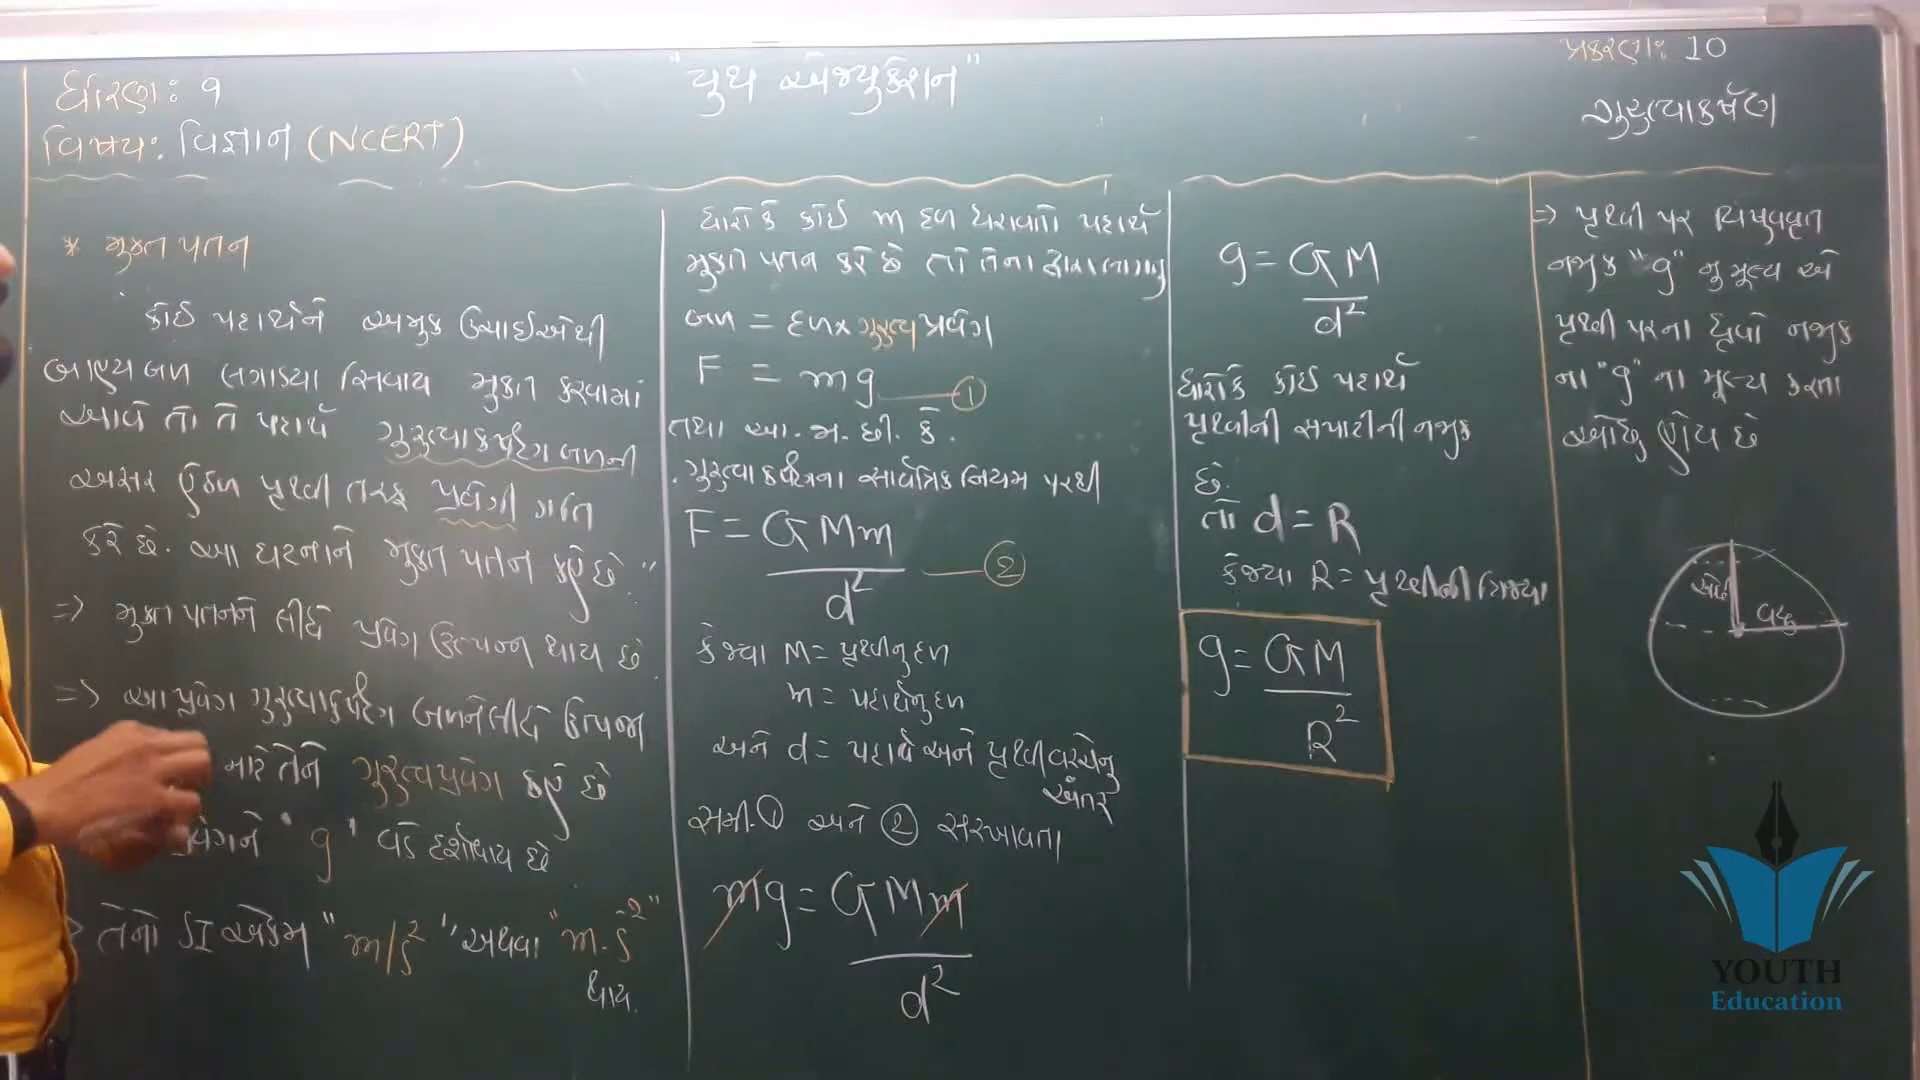 ધોરણ: 9
વિષય: વિજ્ઞાન (NCERT)
"યુથ એજ્યુકેશન"
પ્રકરણ: 10
ગુરુત્વાકર્ષણ
* મુક્ત પતન
કોઈ પદાર્થને અમુક ઉંચાઈએથી
બાહ્ય બળ લગાડ્યા સિવાય મુક્ત કરવામાં
આવે તો તે પદાર્થ ગુરુત્વાકર્ષણ બળની
અસર હેઠળ પૃથ્વી તરફ પ્રવેગી ગતિ
કરે છે. આ ઘટનાને મુક્ત પતન કહે છે"
=> મુક્ત પતનને લીધે પ્રવેગ ઉત્પન્ન થાય છે
=> આ પ્રવેગ ગુરુત્વાકર્ષણ બળને લીધે
માટે તેને ગુરુત્વપ્રવેગ કહે છે
"g" વડે દર્શાવાય છે
તેનો SI એકમ "m/s²" અથવા "m.s⁻²"
થાય.
ધારો કે કોઈ m દળ ધરાવતો પદાર્થ
મુક્ત પતન કરે છે તો તેના દ્વારા લાગતુ
બળ = દળ x ગુરુત્વ પ્રવેગ
F = mg ——— ①
તથા આ.જા.છી. કે.
ગુરુત્વાકર્ષણના સાર્વત્રિક નિયમ પરથી
F = GMm
d² ——— ②
કે જ્યા M = પૃથ્વીનુ દળ
m = પદાર્થનુ દળ
અને d = પદાર્થ અને પૃથ્વી વચ્ચેનુ
અંતર
સમી.① અને ② સરખાવતા
mg = GMm
d²
g = GM
d²
ધારો કે કોઈ પદાર્થ
પૃથ્વીની સપાટીની નજીક
છે.
તો d = R
કે જ્યા R = પૃથ્વીની ત્રિજ્યા
g = GM
R²
=> પૃથ્વી પર વિષુવવૃત
નજીક "g" નુ મૂલ્ય એ
પૃથ્વી પરના ધ્રુવો નજીક
ના "g" ના મૂલ્ય કરતા
ઓછુ હોય છે
ઓછી
વધુ
YOUTH
Education